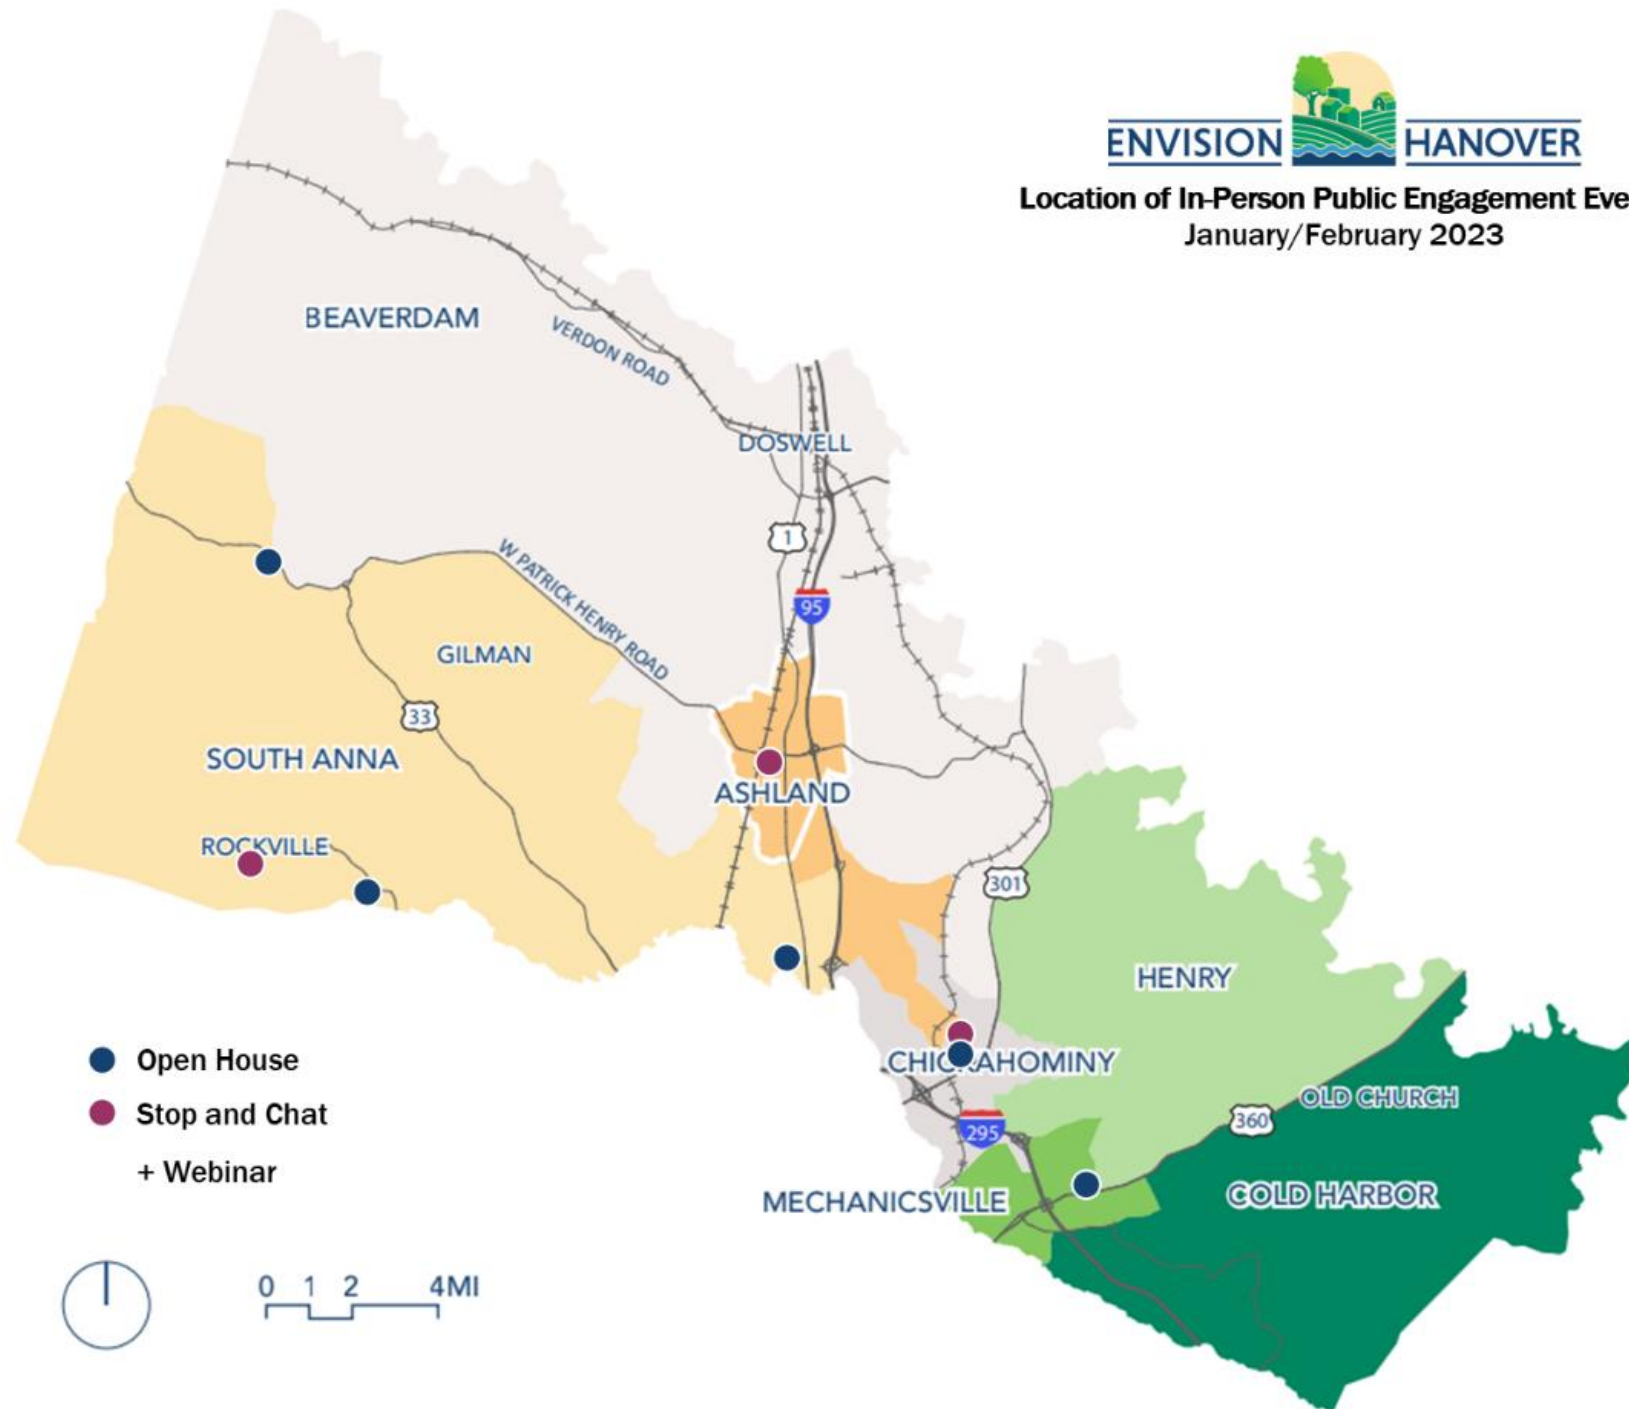 ENVISION HANOVER
Location of In-Person Public Engagement Eve
January/February 2023
BEAVERDAM
VERDON ROAD
DOSWELL
1
W PATRICK HENRY ROAD
95
GILMAN
33
SOUTH ANNA
ASHLAND
ROCKVILLE
301
HENRY
Open House
CHICKAHOMINY
Stop and Chat
OLD CHURCH
360
295
+ Webinar
MECHANICSVILLE
COLD HARBOR
0 1 2 4MI